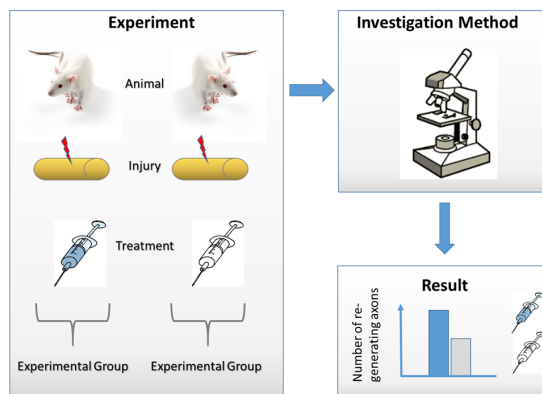 Experiment
Animal
Injury
Treatment
Experimental Group
Experimental Group
Investigation Method
Result
Number of re-
generating axons